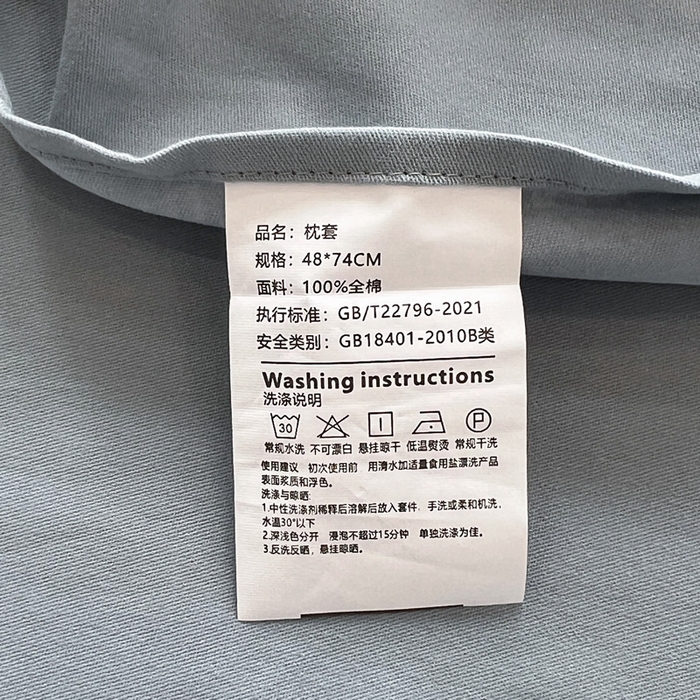 品名：枕套
规格：48*74CM
面料：100%全棉
执行标准：GB/T22796-2021
安全类别：GB18401-2010B类
Washing instructions
洗涤说明
30 P
常规水洗 不可漂白 悬挂晾干 低温熨烫 常规干洗
使用建议 初次使用前 用清水加适量食用盐漂洗产品
表面浆质和浮色。
洗涤与晾晒:
1.中性洗涤剂稀释后溶解后放入套件，手洗或柔和机洗，
水温30°以下
2.深浅色分开 浸泡不超过15分钟 单独洗涤为佳。
3.反洗反晒，悬挂晾晒。